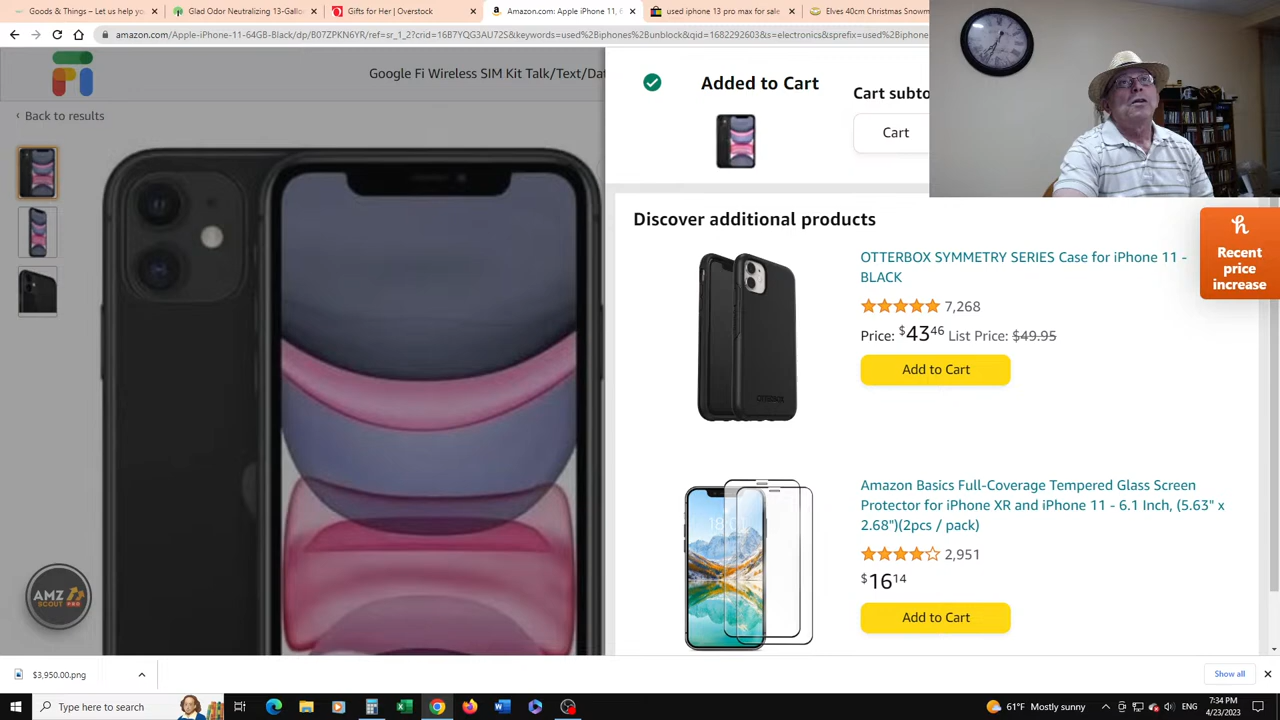 Goods & Things – Let us help yo
Glad Odor Neutralizing 13-Gallon
Gifts for Her | Overstock
Amazon.com: Apple iPhone 11, 6
used iphone 13 pro max for sale
Elves 40cm Christmas Snowm
amazon.com/Apple-iPhone-11-64GB-Black/dp/B07ZPKN6YR/ref=sr_1_2?crid=16B7YQG3AU72S&keywords=used%2Biphones%2Bunblock&qid=1682292603&s=electronics&sprefix=used%2Biphone
Google Fi Wireless SIM Kit Talk/Text/Dat
Added to Cart
Cart subto
Cart
Back to results
Discover additional products
OTTERBOX SYMMETRY SERIES Case for iPhone 11 -
BLACK
7,268
Price: $43 46 List Price: $49.95
Add to Cart
Recent
price
increase
Amazon Basics Full-Coverage Tempered Glass Screen
Protector for iPhone XR and iPhone 11 - 6.1 Inch, (5.63" x
2.68")(2pcs / pack)
2,951
$16 14
Add to Cart
AMZ
SCOUT PRO
$3,950.00.png
Show all
Type here to search
61°F Mostly sunny
ENG
7:34 PM
4/23/2023